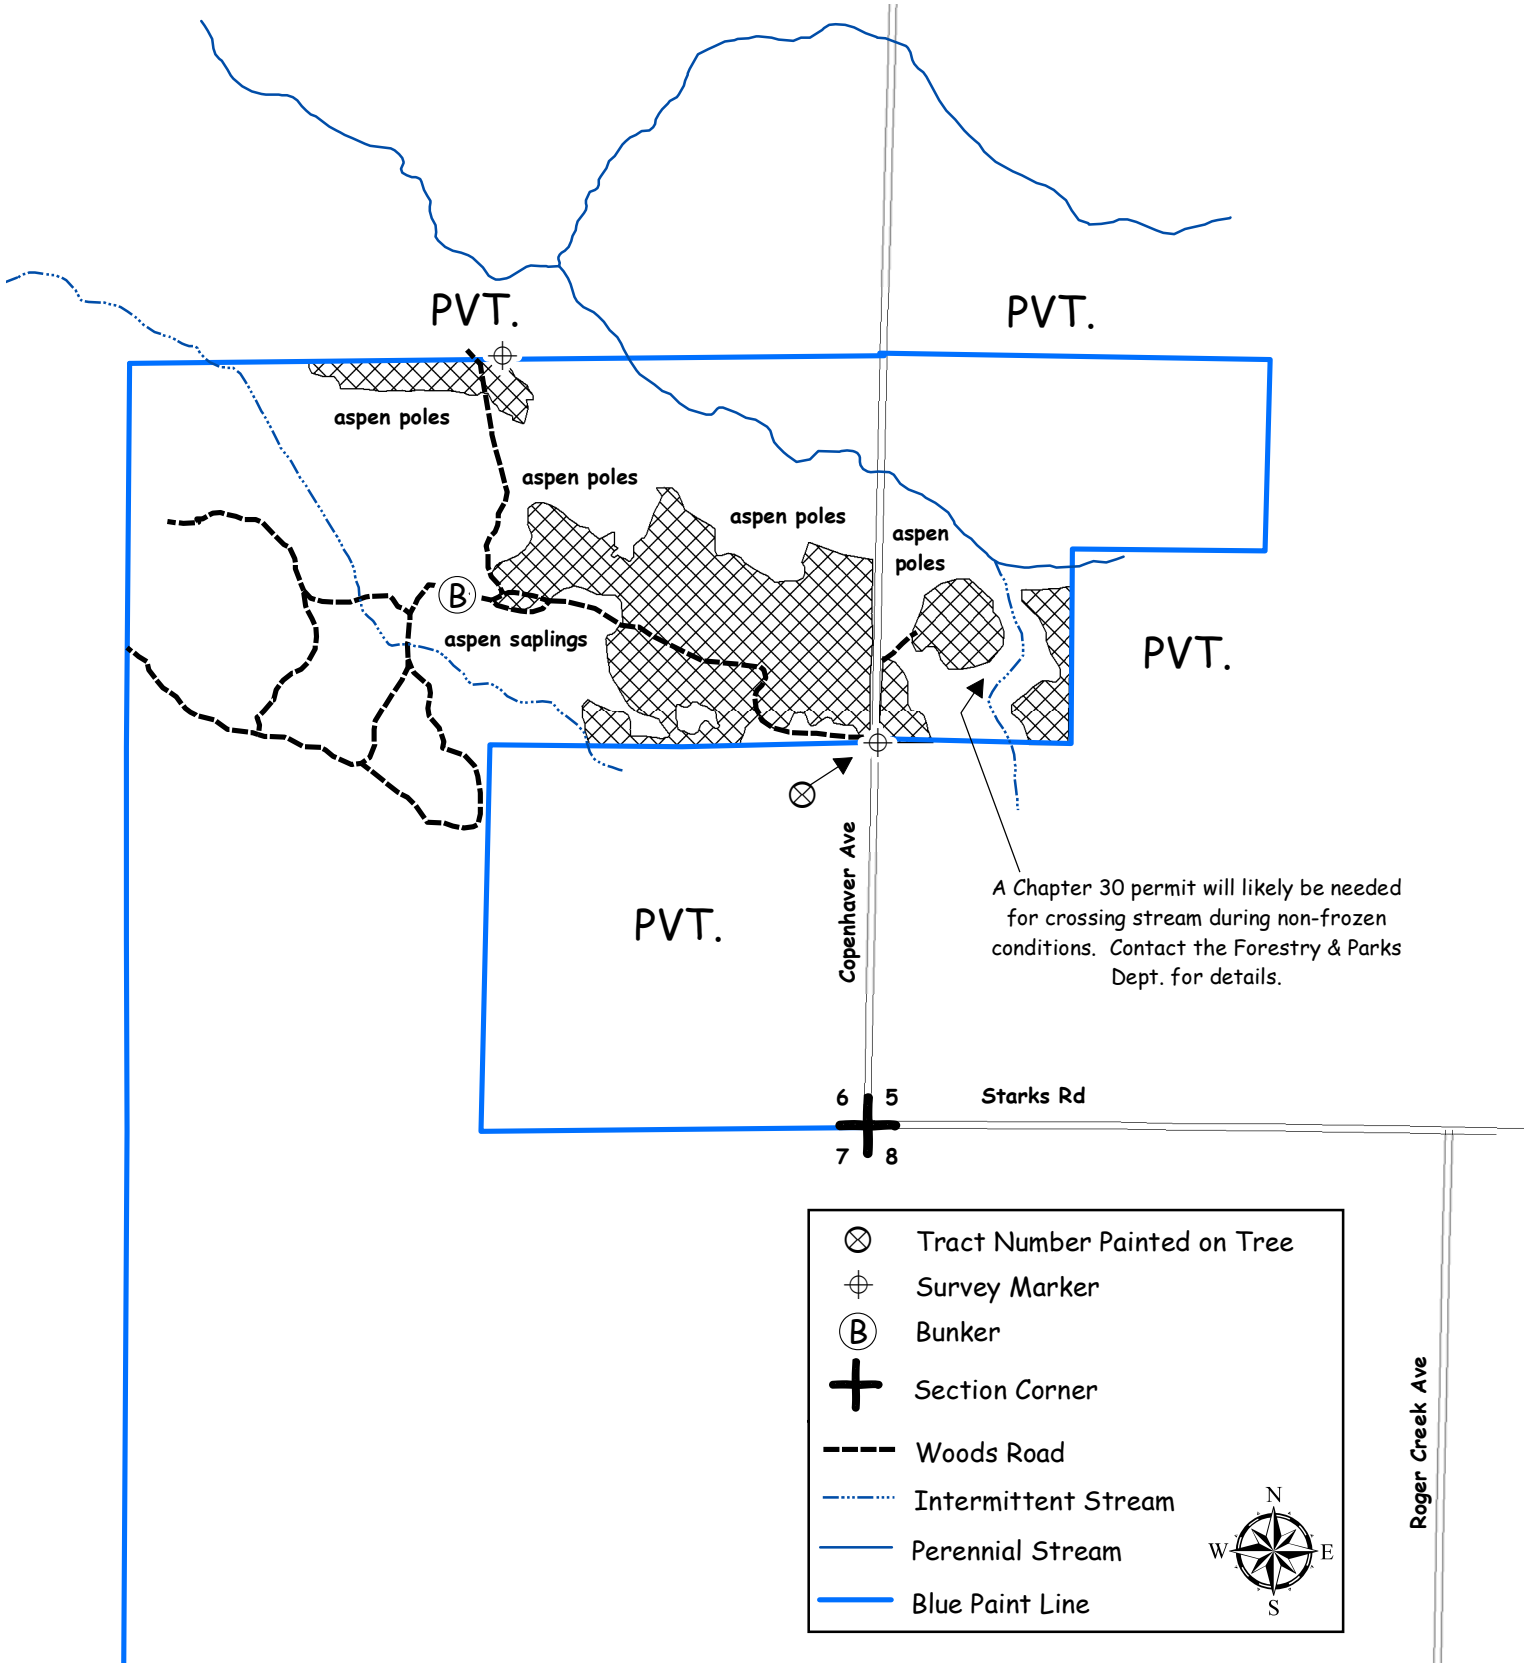 PVT.
PVT.
aspen poles
aspen poles
aspen poles
aspen
poles
B
aspen saplings
PVT.
Copenhaver Ave
A Chapter 30 permit will likely be needed
for crossing stream during non-frozen
conditions.  Contact the Forestry & Parks
Dept. for details.
PVT.
6 5
Starks Rd
7 8
Tract Number Painted on Tree
Survey Marker
B Bunker
Section Corner
Woods Road
Intermittent Stream
Perennial Stream
Blue Paint Line
N
W E
S
Roger Creek Ave